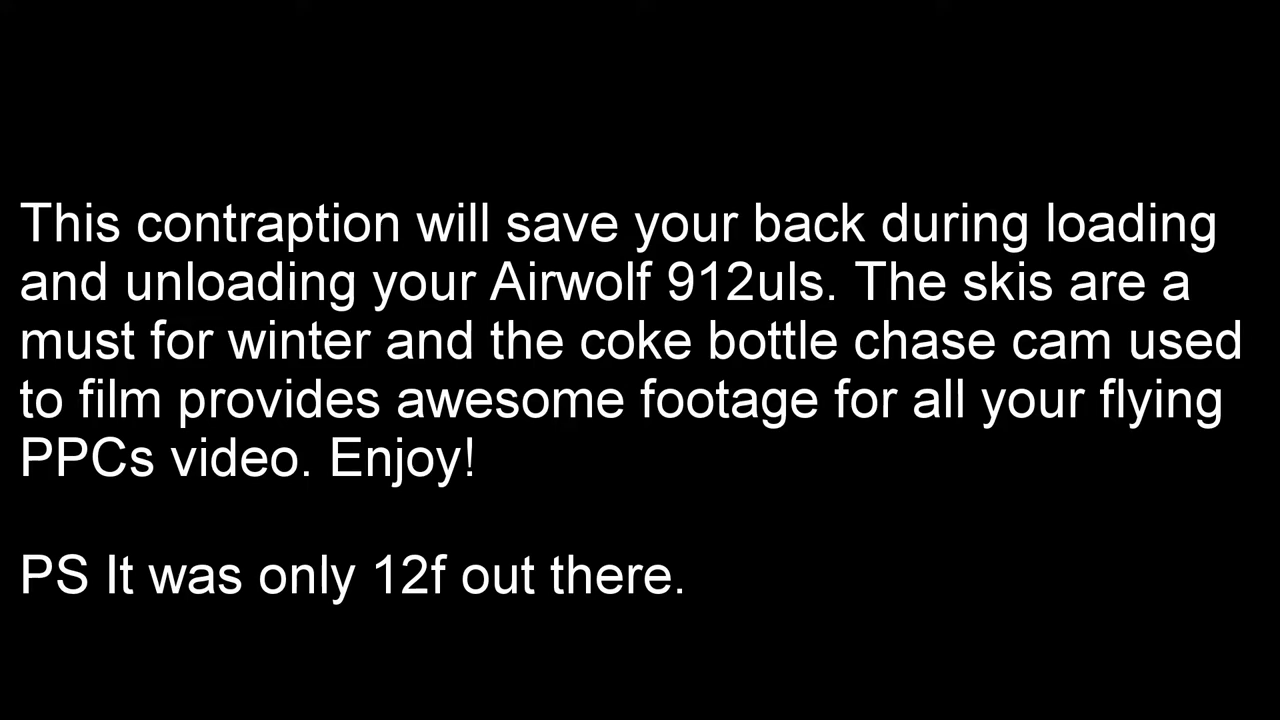 This contraption will save your back during loading
and unloading your Airwolf 912uls. The skis are a
must for winter and the coke bottle chase cam used
to film provides awesome footage for all your flying
PPCs video. Enjoy!
PS It was only 12f out there.